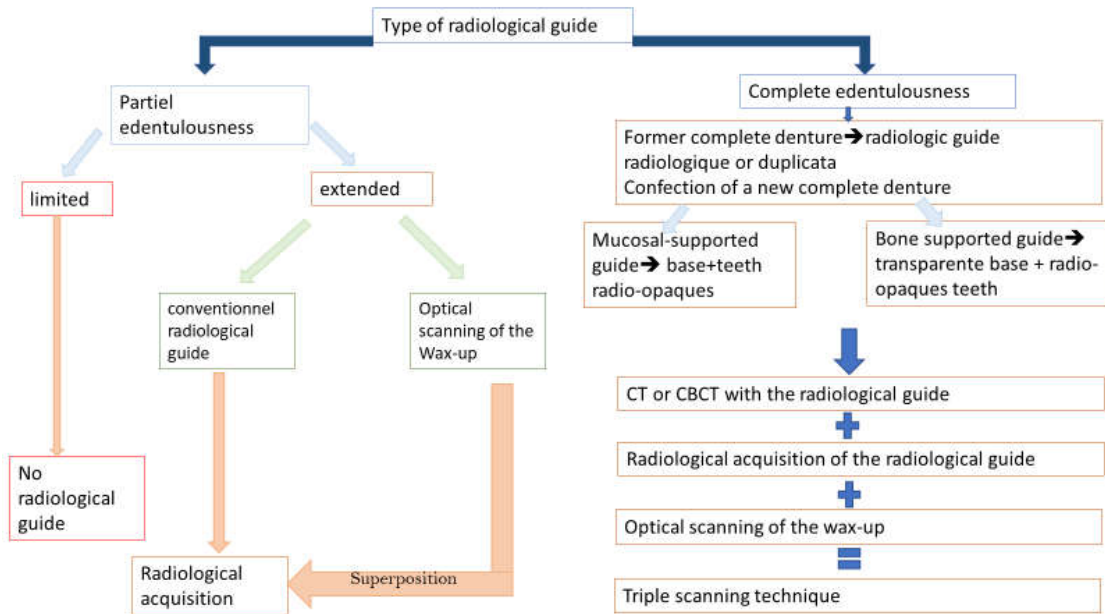 Type of radiological guide
Partiel
edentulousness
limited
extended
conventionnel
radiological
guide
Optical
scanning of the
Wax-up
No
radiological
guide
Radiological
acquisition
Superposition
Complete edentulousness
Former complete denture➔radiologic guide
radiologique or duplicata
Confection of a new complete denture
Mucosal-supported
guide➔ base+teeth
radio-opaques
Bone supported guide➔
transparente base + radio-
opaques teeth
CT or CBCT with the radiological guide
Radiological acquisition of the radiological guide
Optical scanning of the wax-up
Triple scanning technique